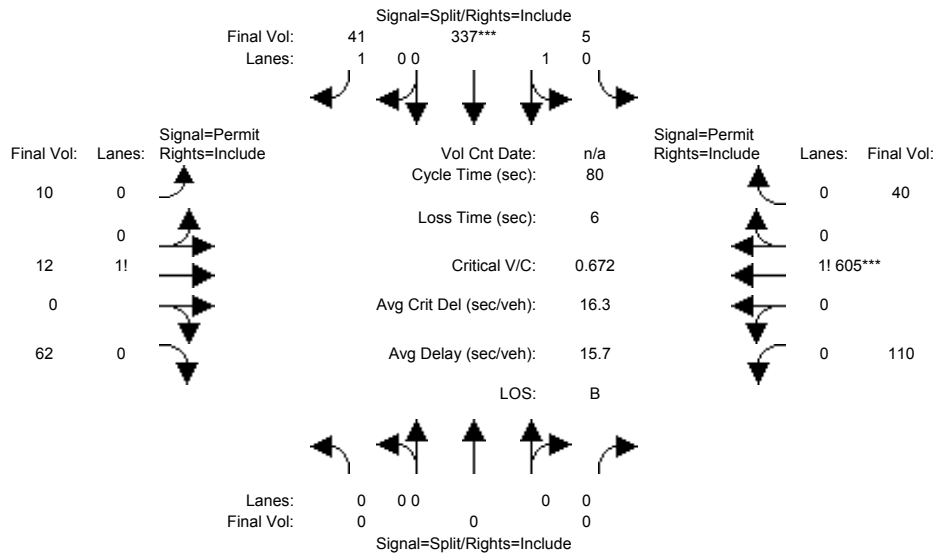 Signal=Split/Rights=Include
Final Vol: 41 337*** 5
Lanes: 1 0 0 1 0
Signal=Permit Signal=Permit
Final Vol: Lanes: Rights=Include Vol Cnt Date: n/a Rights=Include Lanes: Final Vol:
Cycle Time (sec): 80
10 0 0 40
Loss Time (sec): 6
0 0
12 1! Critical V/C: 0.672 1! 605***
0 Avg Crit Del (sec/veh): 16.3 0
62 0 Avg Delay (sec/veh): 15.7 0 110
LOS: B
Lanes: 0 0 0 0 0
Final Vol: 0 0 0
Signal=Split/Rights=Include